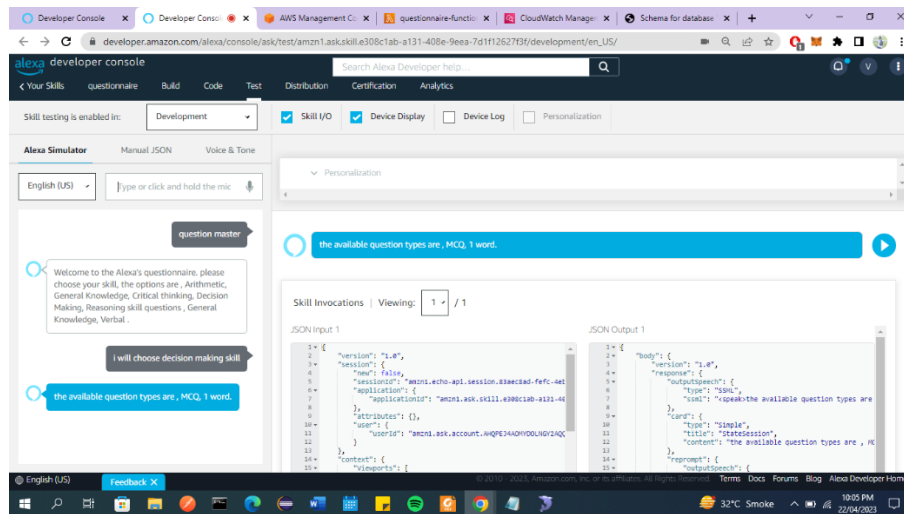 Developer Console
Developer Consol
AWS Management Co
questionnaire-function
CloudWatch Manager
Schema for database
developer.amazon.com/alexa/console/ask/test/amzn1.ask.skill.e308c1ab-a131-408e-9eea-7d1f12627f3f/development/en_US/
alexa developer console
Search Alexa Developer help...
V
Your Skills
questionnaire
Build
Code
Test
Distribution
Certification
Analytics
Skill testing is enabled in:
Development
Skill I/O
Device Display
Device Log
Personalization
Alexa Simulator
Manual JSON
Voice & Tone
English (US)
Type or click and hold the mic
Personalization
question master
Welcome to the Alexa's questionnaire. please
choose your skill, the options are , Arithmetic,
General Knowledge, Critical thinking, Decision
Making, Reasoning skill questions , General
Knowledge, Verbal .
i will choose decision making skill
the available question types are , MCQ, 1 word.
the available question types are , MCQ, 1 word.
Skill Invocations | Viewing: 1 / 1
JSON Input 1
1 {
2 "version": "1.0",
3 "session": {
4 "new": false,
5 "sessionId": "amzn1.echo-api.session.
6 "application": {
7 "applicationId": "amzn1.ask.skill.e308c1ab-a131-
8 },
9 "attributes": {},
10 "user": {
11 "userId": "amzn1.ask.account.
12 }
13 },
14 "context": {
15 "Viewports": [
JSON Output 1
1 {
2 "body": {
3 "version": "1.0",
4 "response": {
5 "outputSpeech": {
6 "type": "SSML",
7 "ssml": "<speak>the available question types are
8 },
9 "card": {
10 "type": "Simple",
11 "title": "StateSession",
12 "content": "the available question types are , MC
13 },
14 "reprompt": {
15 "outputSpeech": {
English (US)
Feedback
© 2010 - 2023, Amazon.com, Inc. or its affiliates. All Rights Reserved.
Terms
Docs
Forums
Blog
Alexa Developer Hom
32°C Smoke
10:05 PM
22/04/2023